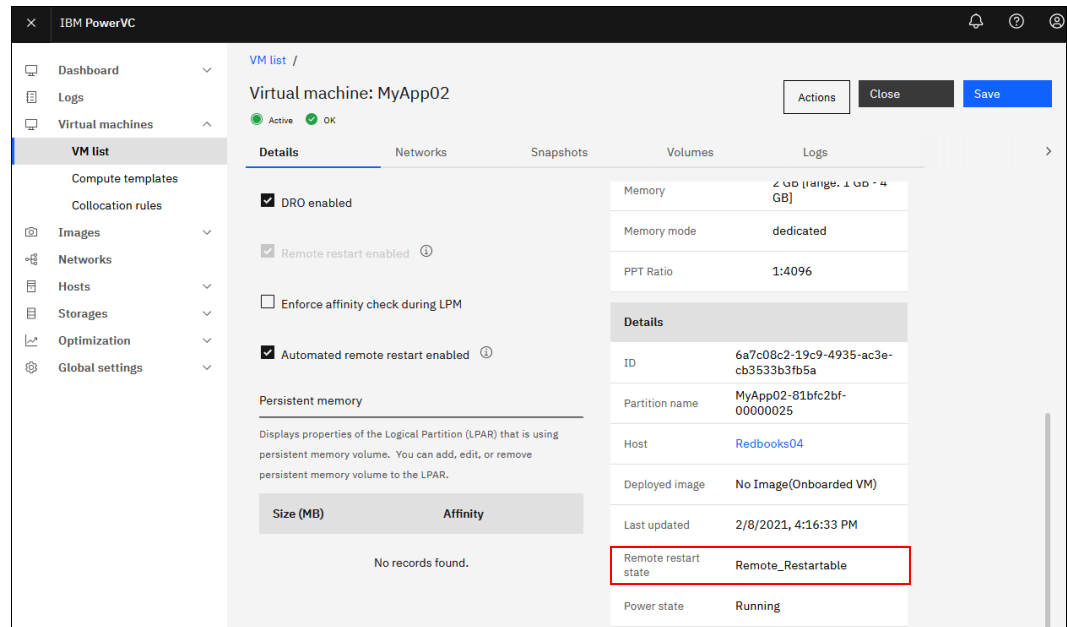 IBM PowerVC
Dashboard
Logs
Virtual machines
VM list
Compute templates
Collocation rules
Images
Networks
Hosts
Storages
Optimization
Global settings
VM list /
Virtual machine: MyApp02
Active OK
Actions
Close
Save
Details Networks Snapshots Volumes Logs
DRO enabled
Remote restart enabled
Enforce affinity check during LPM
Automated remote restart enabled
Persistent memory
Displays properties of the Logical Partition (LPAR) that is using
persistent memory volume. You can add, edit, or remove
persistent memory volume to the LPAR.
Size (MB) Affinity
No records found.
Memory 2 GB [range: 1 GB - 4
GB]
Memory mode dedicated
PPT Ratio 1:4096
Details
ID 6a7c08c2-19c9-4935-ac3e-
cb3533b3fb5a
Partition name MyApp02-81bfc2bf-
00000025
Host Redbooks04
Deployed image No Image(Onboarded VM)
Last updated 2/8/2021, 4:16:33 PM
Remote restart
state Remote_Restartable
Power state Running